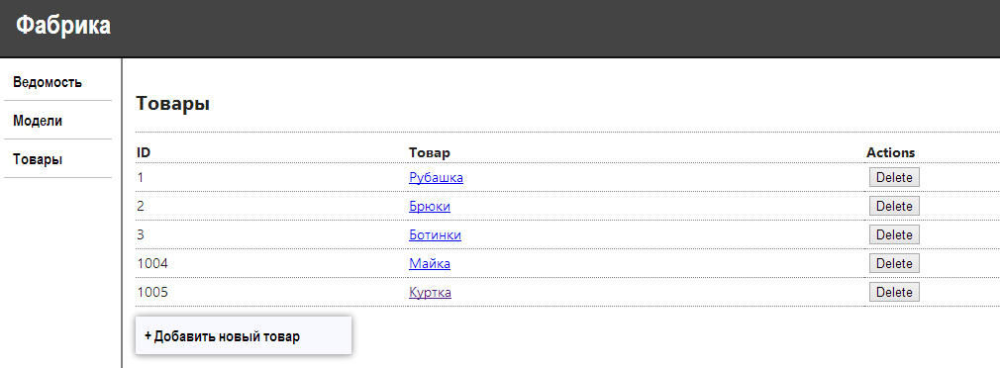 Фабрика
Ведомость
Модели
Товары
Товары
ID Товар Actions
1 Рубашка Delete
2 Брюки Delete
3 Ботинки Delete
1004 Майка Delete
1005 Куртка Delete
+ Добавить новый товар